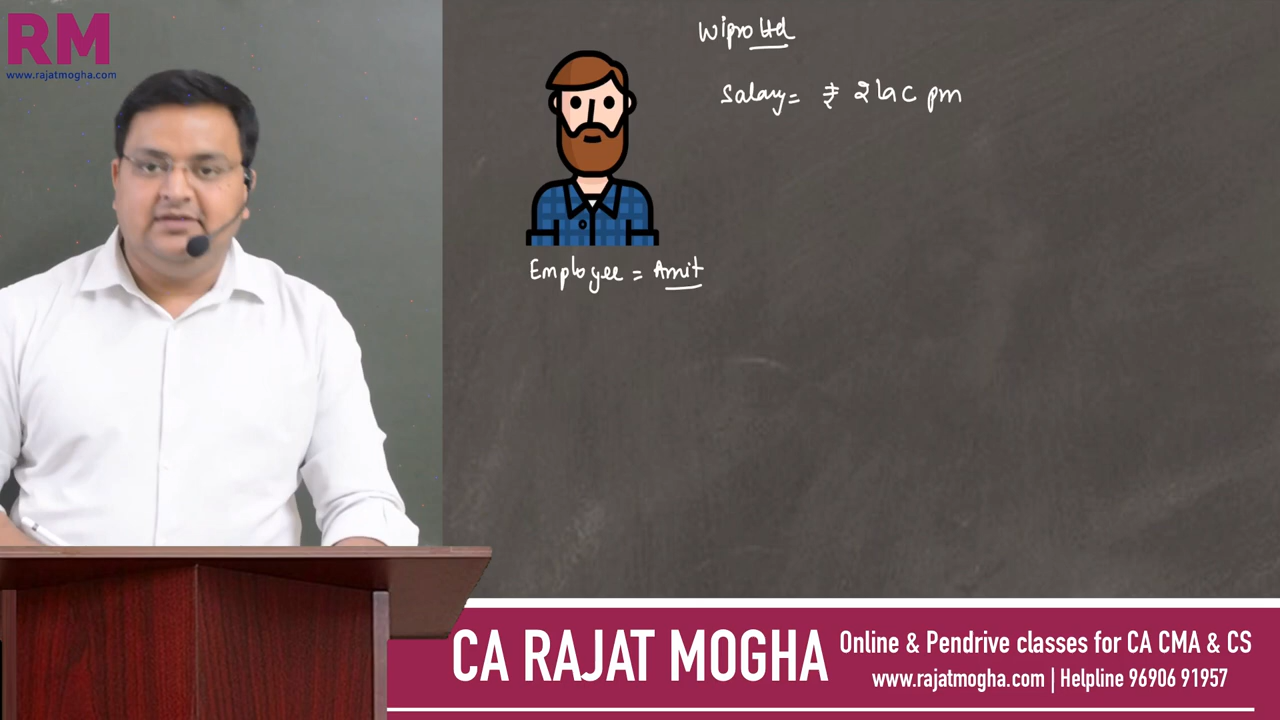 RM
www.rajatmogha.com
Wipro Ltd
Salary = ₹ 2 lac pm
Employee = Amit
CA RAJAT MOGHA
Online & Pendrive classes for CA CMA & CS
www.rajatmogha.com | Helpline 96906 91957